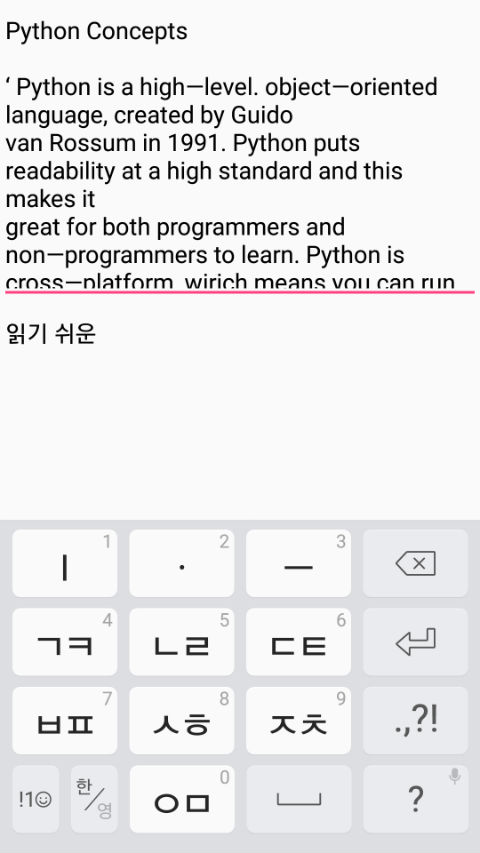 Python Concepts
‘ Python is a high—level. object—oriented
language, created by Guido
van Rossum in 1991. Python puts
readability at a high standard and this
makes it
great for both programmers and
non—programmers to learn. Python is
cross—platform, wirich means you can run
읽기 쉬운
ㅣ 1 · 2 ㅡ 3
ㄱㅋ 4 ㄴㄹ 5 ㄷㅌ 6
ㅂㅍ 7 ㅅㅎ 8 ㅈㅊ 9 .,?!
!1☺ 한/영 ㅇㅁ 0 ?